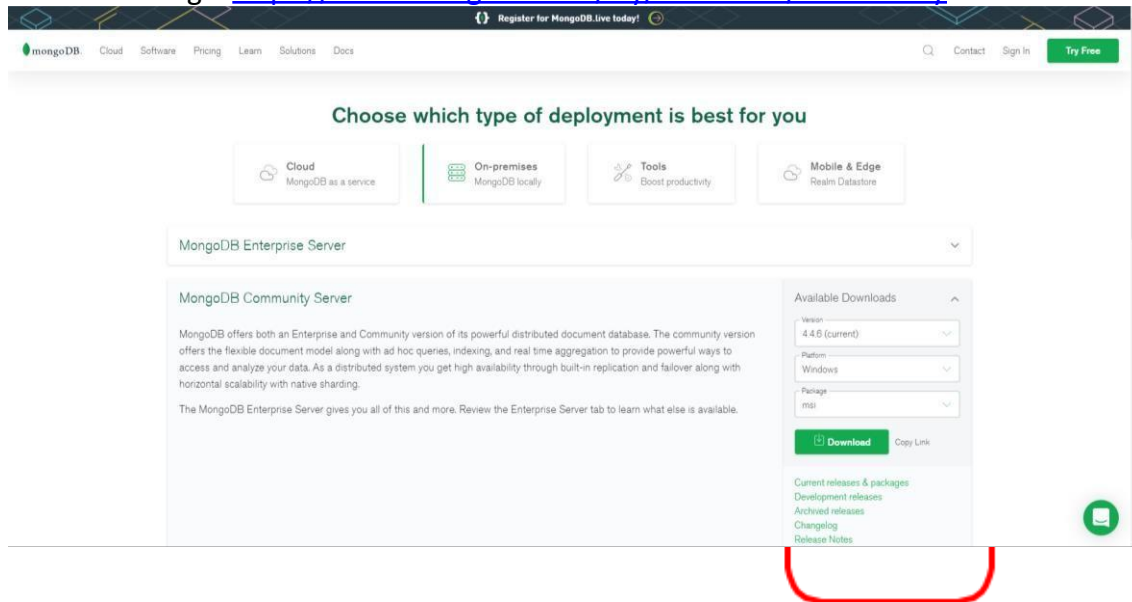 {} Register for MongoDB.live today!
mongoDB. Cloud Software Pricing Learn Solutions Docs Contact Sign In Try Free
Choose which type of deployment is best for you
Cloud
MongoDB as a service
On-premises
MongoDB locally
Tools
Boost productivity
Mobile & Edge
Realm Datastore
MongoDB Enterprise Server
MongoDB Community Server
MongoDB offers both an Enterprise and Community version of its powerful distributed document database. The community version
offers the flexible document model along with ad hoc queries, indexing, and real time aggregation to provide powerful ways to
access and analyze your data. As a distributed system you get high availability through built-in replication and failover along with
horizontal scalability with native sharding.
The MongoDB Enterprise Server gives you all of this and more. Review the Enterprise Server tab to learn what else is available.
Available Downloads
Version
4.4.6 (current)
Platform
Windows
Package
msi
Download Copy Link
Current releases & packages
Development releases
Archived releases
Changelog
Release Notes